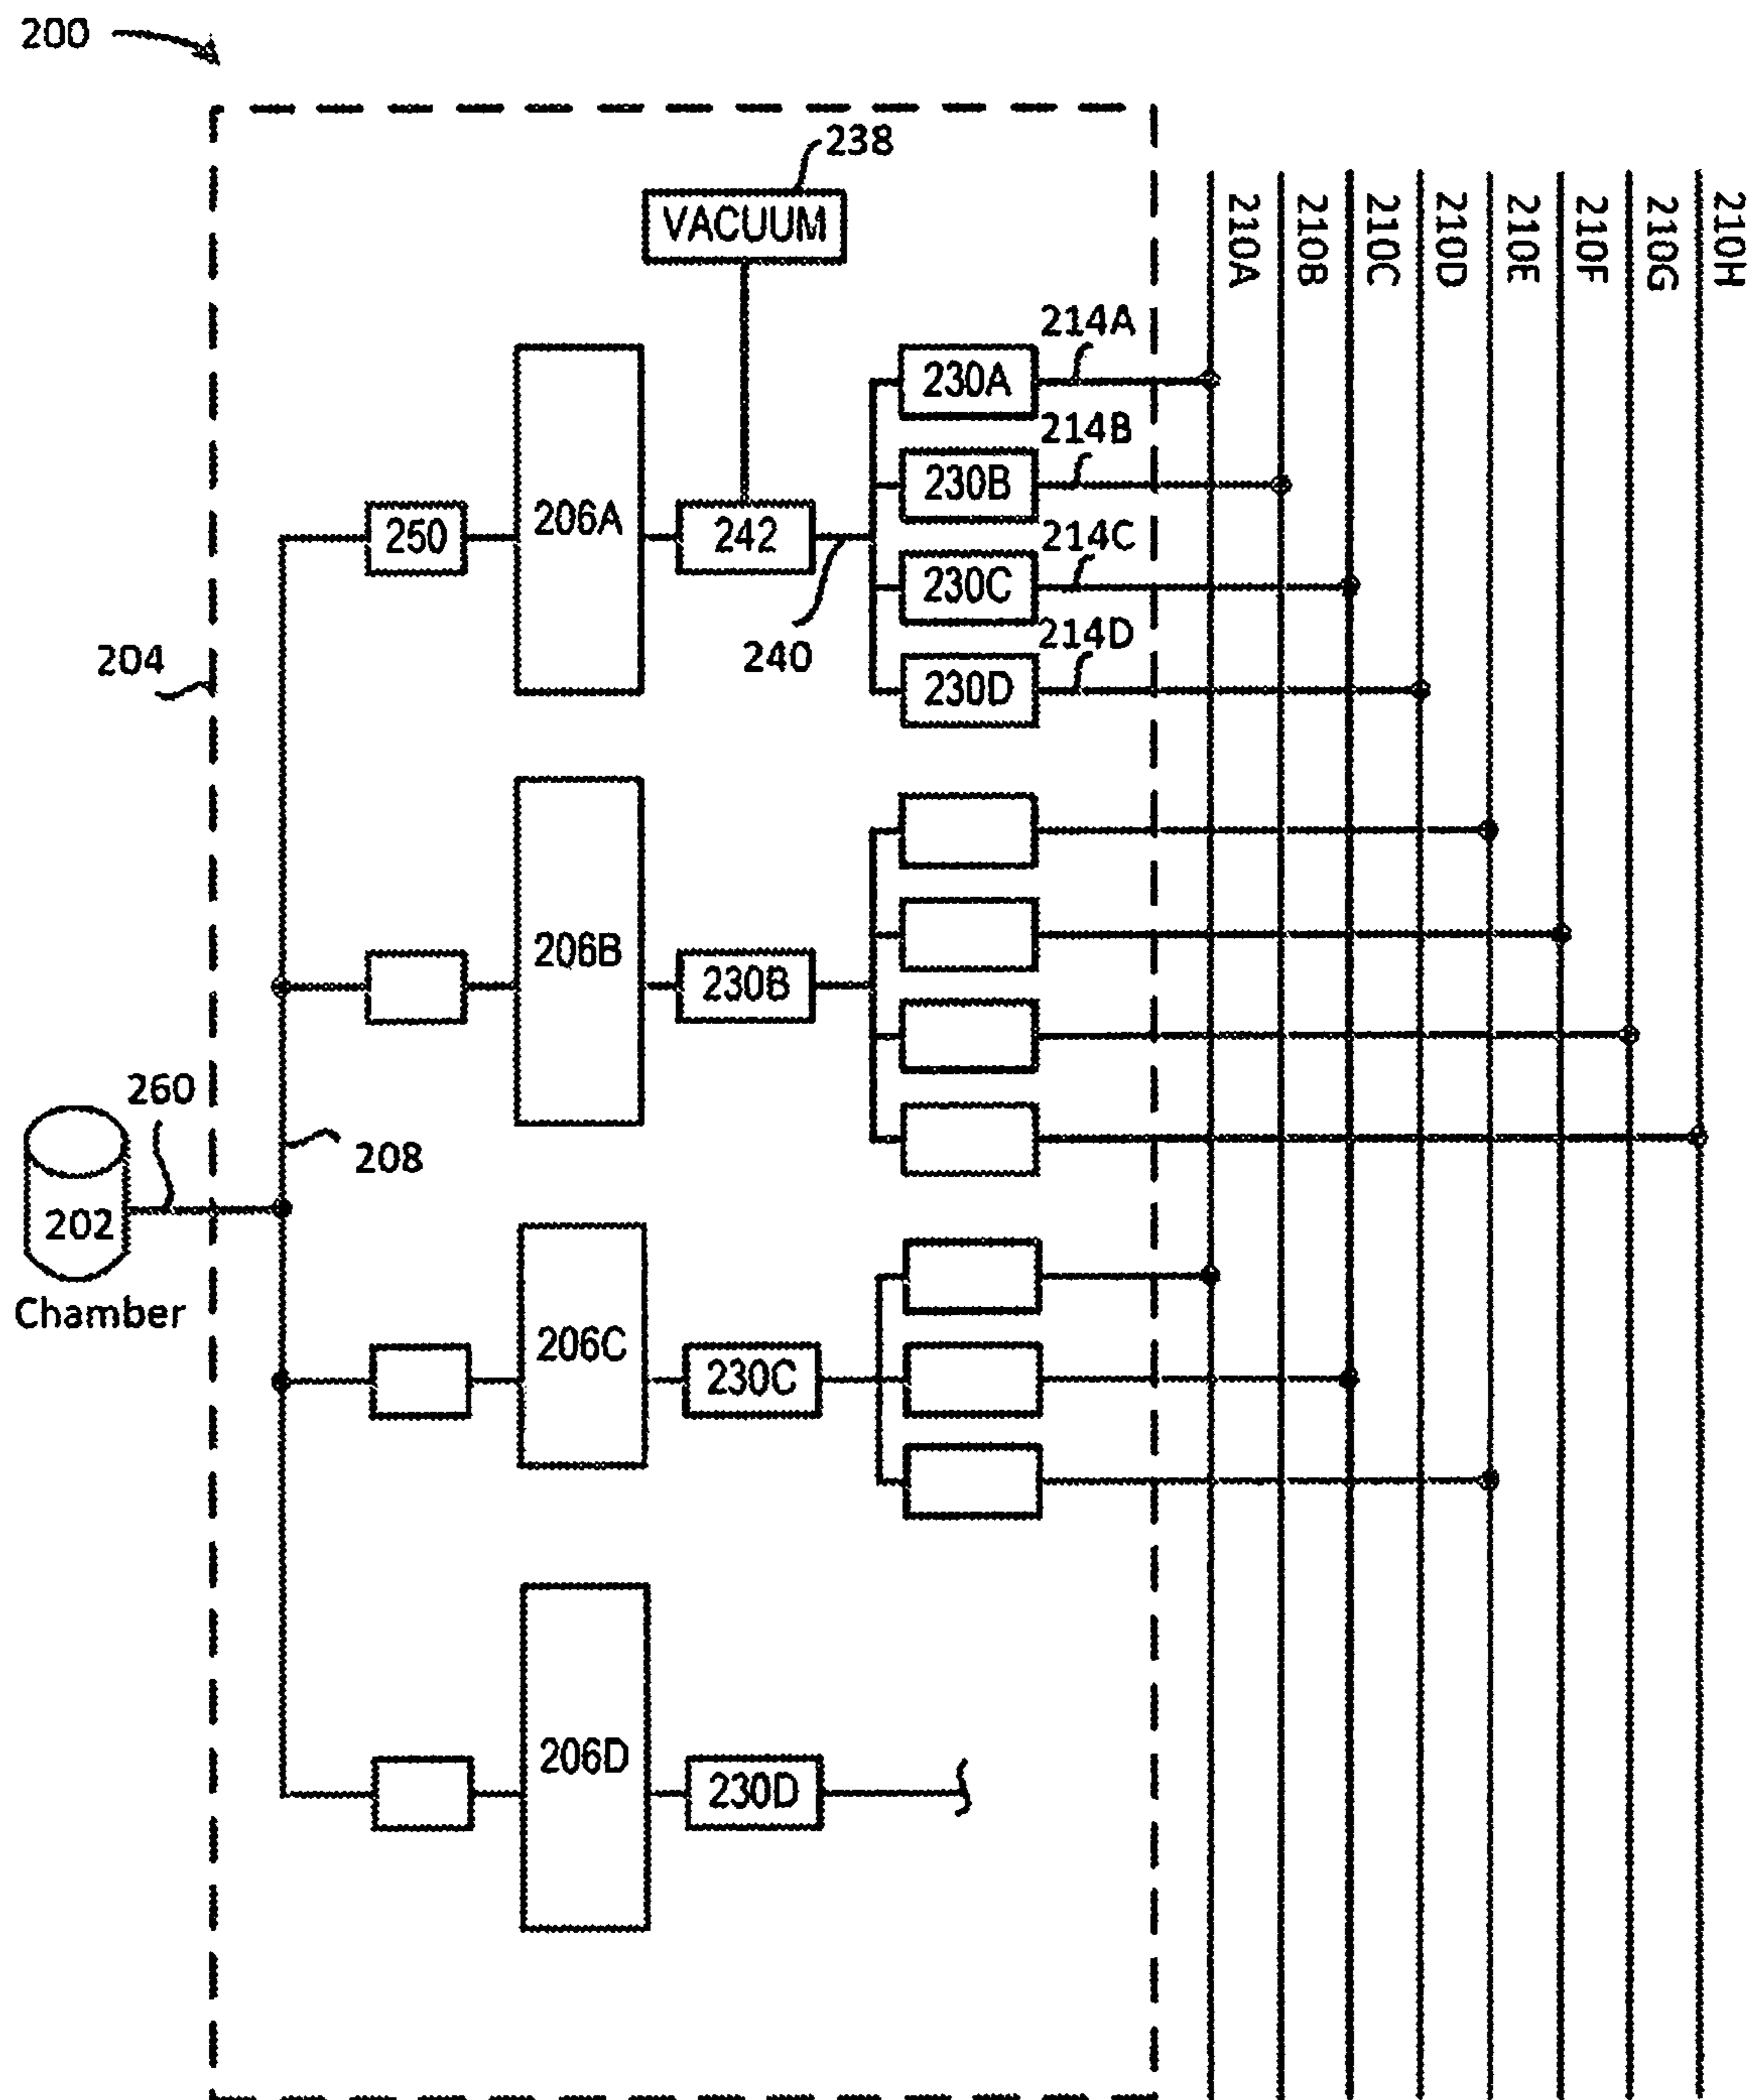 200
238
VACUUM
210A
210B
210C
210D
210E
210F
210G
210H
214A
230A
214B
230B
206A
250
242
214C
230C
240
214D
204
230D
206B
230B
260
208
202
Chamber
206C
230C
206D
230D